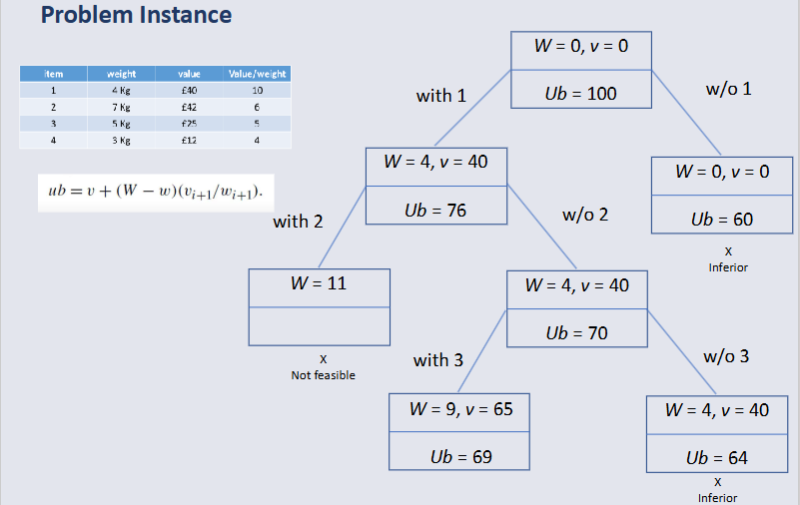 Problem Instance
item weight value Value/weight
1 4 Kg £40 10
2 7 Kg £42 6
3 5 Kg £25 5
4 3 Kg £12 4
ub = v + (W − w)(v_{i+1}/w_{i+1}).
W = 0, v = 0
Ub = 100
with 1
w/o 1
W = 4, v = 40
Ub = 76
W = 0, v = 0
Ub = 60
X
Inferior
with 2
w/o 2
W = 11
X
Not feasible
W = 4, v = 40
Ub = 70
with 3
w/o 3
W = 9, v = 65
Ub = 69
W = 4, v = 40
Ub = 64
X
Inferior